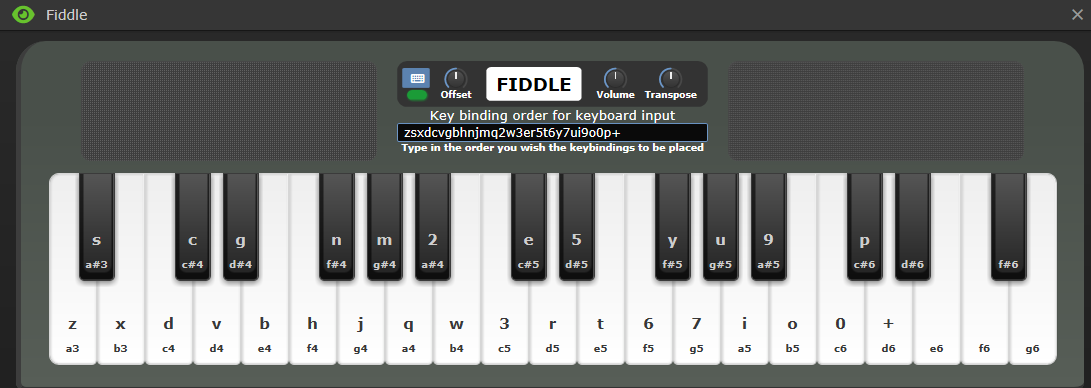 Fiddle
Offset FIDDLE Volume Transpose
Key binding order for keyboard input
zsxdcvgbhnjmq2w3er5t6y7ui9o0p+
Type in the order you wish the keybindings to be placed
s c g n m 2 e 5 y u 9 p
a#3 c#4 d#4 f#4 g#4 a#4 c#5 d#5 f#5 g#5 a#5 c#6 d#6 f#6
z x d v b h j q w 3 r t 6 7 i o 0 +
a3 b3 c4 d4 e4 f4 g4 a4 b4 c5 d5 e5 f5 g5 a5 b5 c6 d6 e6 f6 g6